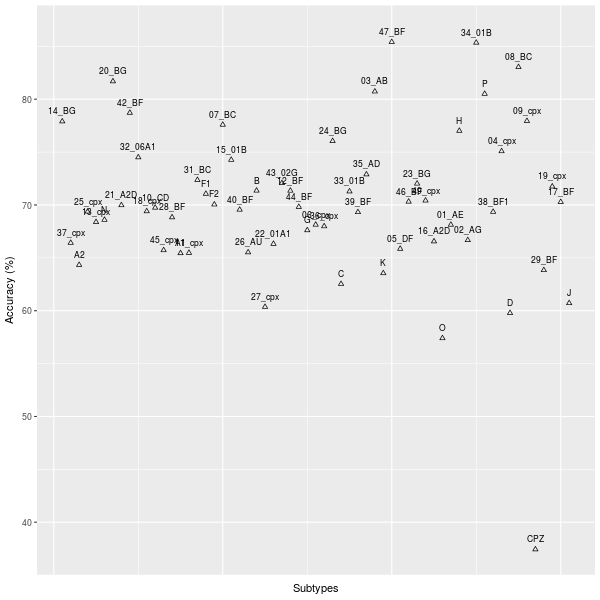 47_BF
34_01B
08_BC
20_BG
03_AB
P
80
42_BF
14_BG
09_cpx
07_BC
H
24_BG
04_cpx
32_06A1
15_01B
35_AD
43_02G
31_BC
19_cpx
12_BF
23_BG
F1
B
33_01B
17_BF
21_A2D
10_CD
F2
46_BF
25_cpx
18_cpx
40_BF
44_BF
39_BF
38_BF1
70
28_BF
N
G
36_cpx
01_AE
37_cpx
45_cpx
A1
22_01A1
26_AU
05_DF
16_A2D
02_AG
A2
K
29_BF
C
27_cpx
J
D
60
O
50
40
CPZ
Accuracy (%)
Subtypes